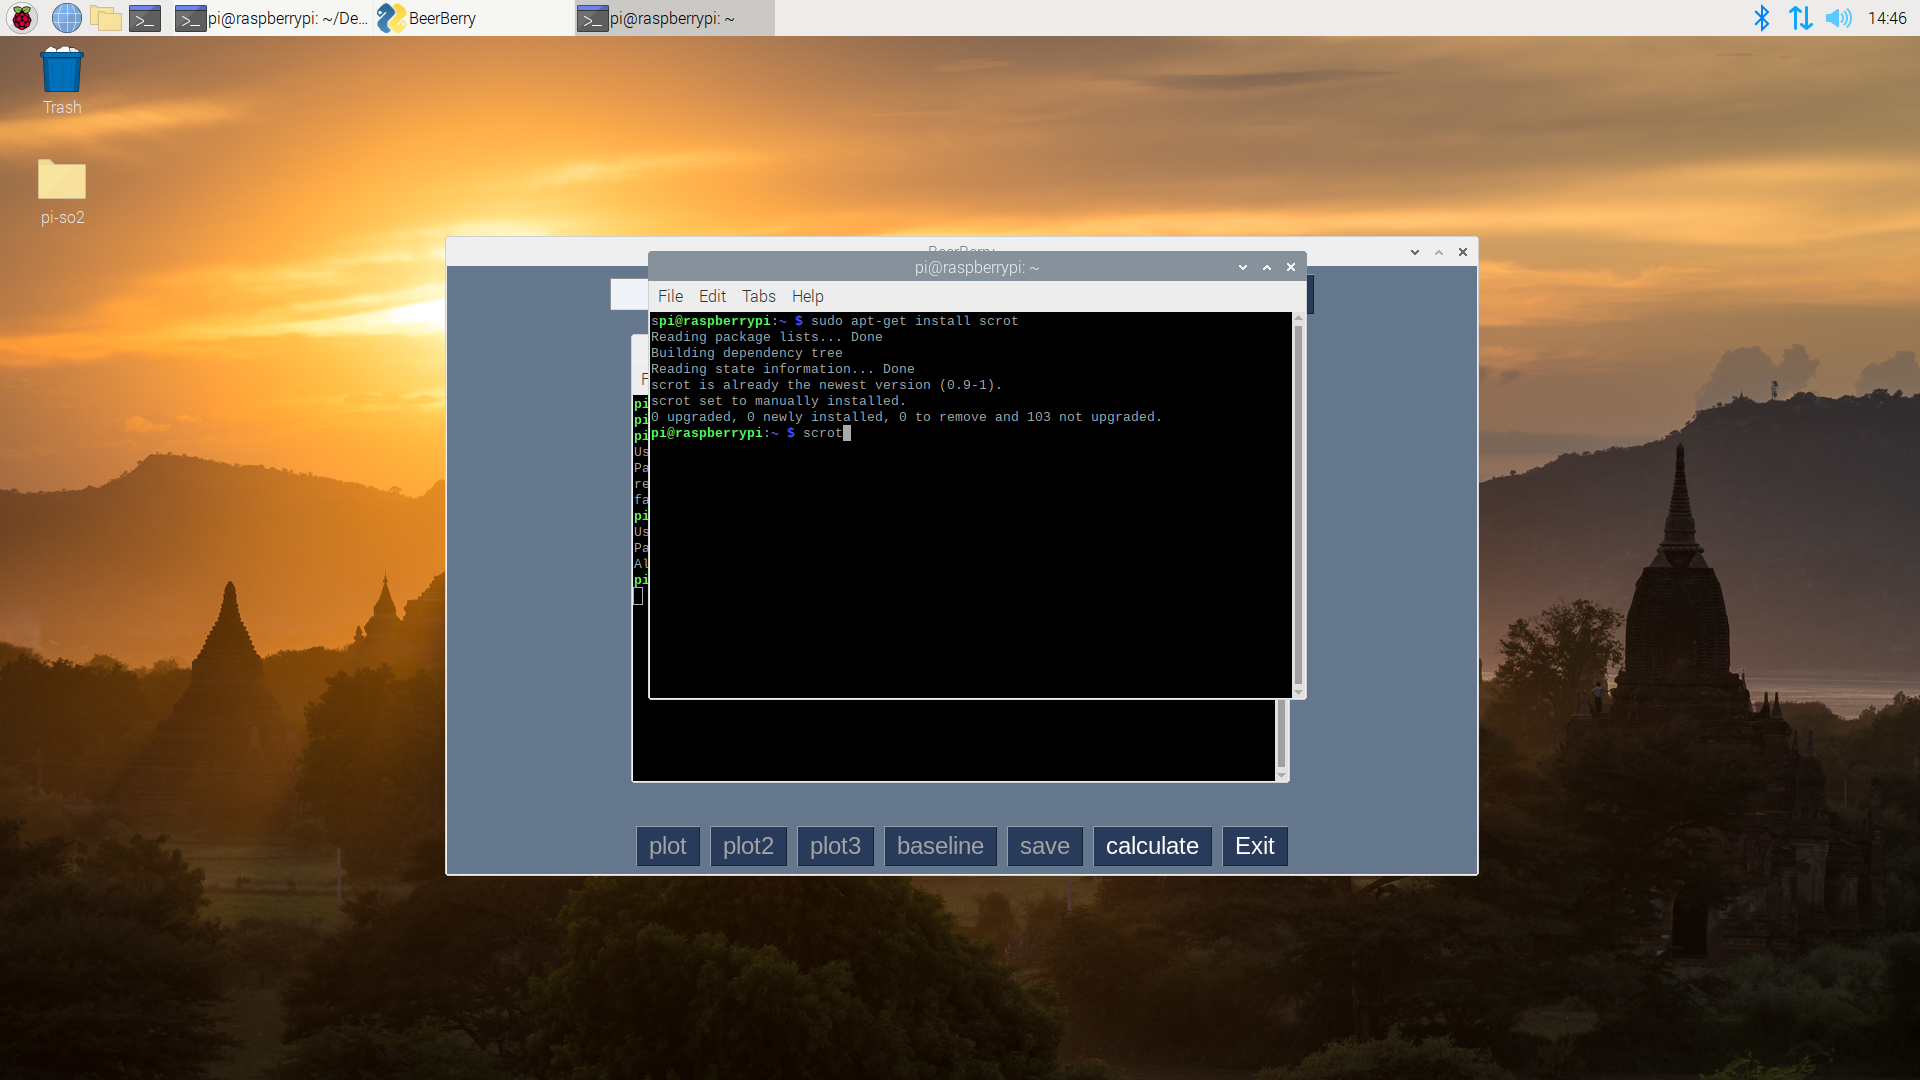 pi@raspberrypi: ~/De...
BeerBerry
pi@raspberrypi: ~
14:46
Trash
pi-so2
BeerBerry
pi@raspberrypi: ~
File Edit Tabs Help
spi@raspberrypi:~ $ sudo apt-get install scrot
Reading package lists... Done
Building dependency tree
Reading state information... Done
scrot is already the newest version (0.9-1).
scrot set to manually installed.
0 upgraded, 0 newly installed, 0 to remove and 103 not upgraded.
pi@raspberrypi:~ $ scrot
pi
pi
pi
Us
Pa
re
fa
pi
Us
Pa
Al
pi
plot plot2 plot3 baseline save calculate Exit